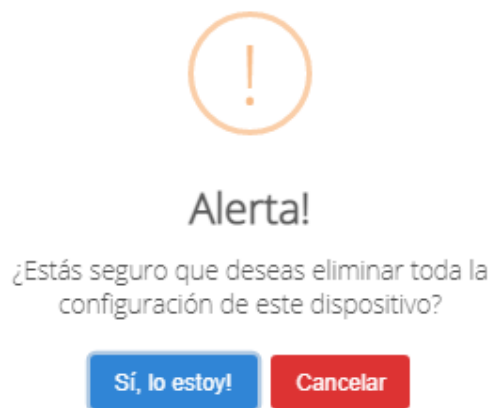 !
Alerta!
¿Estás seguro que deseas eliminar toda la
configuración de este dispositivo?
Sí, lo estoy! Cancelar